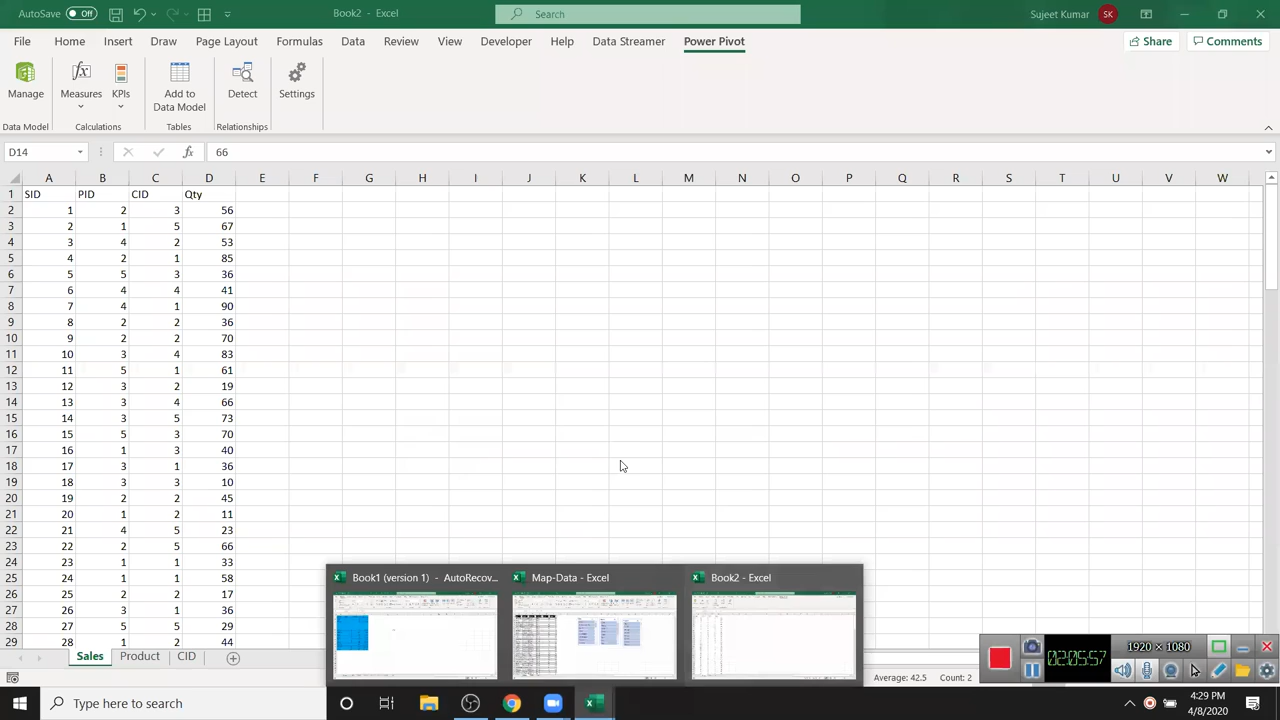 AutoSave Off Book2 - Excel Search Sujeet Kumar SK
File Home Insert Draw Page Layout Formulas Data Review View Developer Help Data Streamer Power Pivot Share Comments
Manage Measures KPIs Add to Data Model Detect Settings
Data Model Calculations Tables Relationships
D14 66
A B C D E F G H I J K L M N O P Q R S T U V W
1 SID PID CID Qty
2 1 2 3 56
3 2 1 5 67
4 3 4 2 53
5 4 2 1 85
6 5 5 3 36
7 6 4 4 41
8 7 4 1 90
9 8 2 2 36
10 9 2 2 70
11 10 3 4 83
12 11 5 1 61
13 12 3 2 19
14 13 3 4 66
15 14 3 5 73
16 15 5 3 70
17 16 1 3 40
18 17 3 1 36
19 18 3 3 10
20 19 2 2 45
21 20 1 2 11
22 21 4 5 23
23 22 2 5 66
24 23 1 1 33
25 24 1 1 58
26 25 2 2 17
27 26 3 1 36
28 27 5 5 29
29 28 1 2 44
Book1 (version 1) - AutoRecov... Map-Data - Excel Book2 - Excel
1920 × 1080
02:05:57
Sales Product CID
Average: 42.5 Count: 2
Type here to search
4:29 PM
4/8/2020